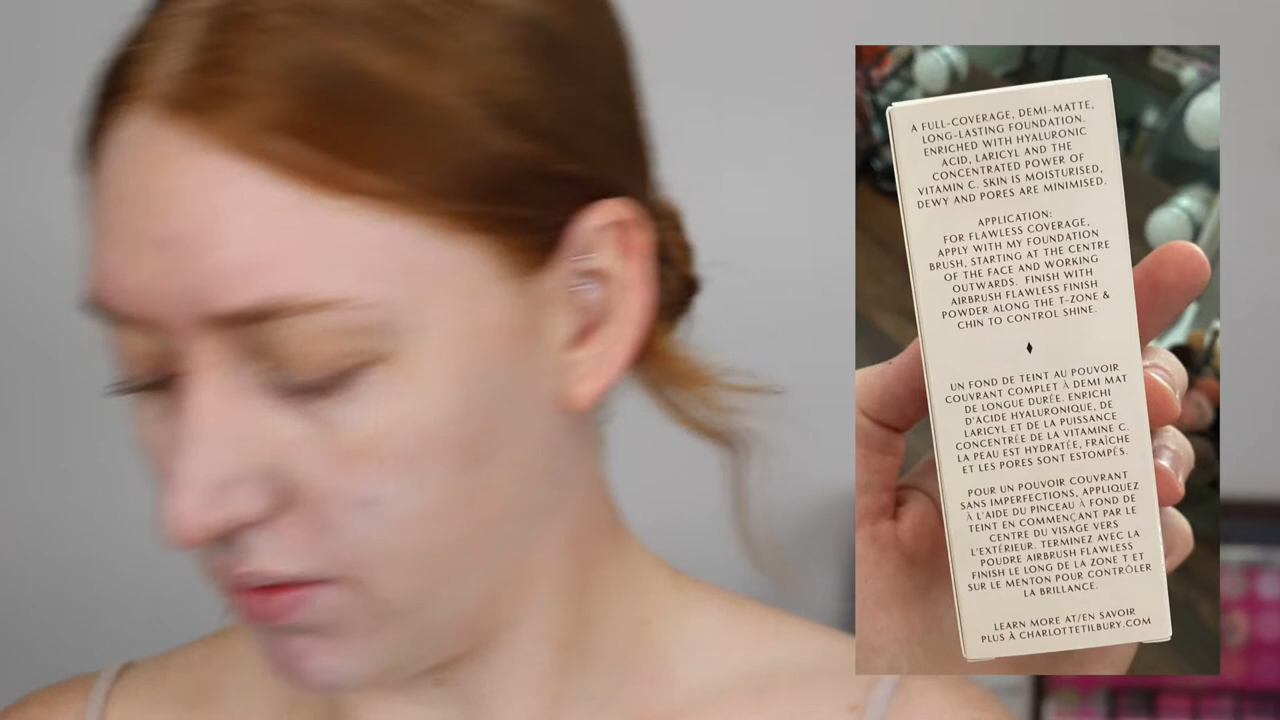 A FULL-COVERAGE, DEMI-MATTE,
LONG-LASTING FOUNDATION.
ENRICHED WITH HYALURONIC
ACID, LARICYL AND THE
CONCENTRATED POWER OF
VITAMIN C. SKIN IS MOISTURISED,
DEWY AND PORES ARE MINIMISED.
APPLICATION:
FOR FLAWLESS COVERAGE,
APPLY WITH MY FOUNDATION
BRUSH, STARTING AT THE CENTRE
OF THE FACE AND WORKING
OUTWARDS. FINISH WITH
AIRBRUSH FLAWLESS FINISH
POWDER ALONG THE T-ZONE &
CHIN TO CONTROL SHINE.
UN FOND DE TEINT AU POUVOIR
COUVRANT COMPLET À DEMI MAT
DE LONGUE DURÉE. ENRICHI
D'ACIDE HYALURONIQUE, DE
LARICYL ET DE LA PUISSANCE
CONCENTRÉE DE LA VITAMINE C.
LA PEAU EST HYDRATÉE, FRAÎCHE
ET LES PORES SONT ESTOMPÉS.
POUR UN POUVOIR COUVRANT
SANS IMPERFECTIONS, APPLIQUEZ
À L'AIDE DU PINCEAU À FOND DE
TEINT EN COMMENÇANT PAR LE
CENTRE DU VISAGE VERS
L'EXTÉRIEUR. TERMINEZ AVEC LA
POUDRE AIRBRUSH FLAWLESS
FINISH LE LONG DE LA ZONE T ET
SUR LE MENTON POUR CONTRÔLER
LA BRILLANCE.
LEARN MORE AT/EN SAVOIR
PLUS À CHARLOTTETILBURY.COM